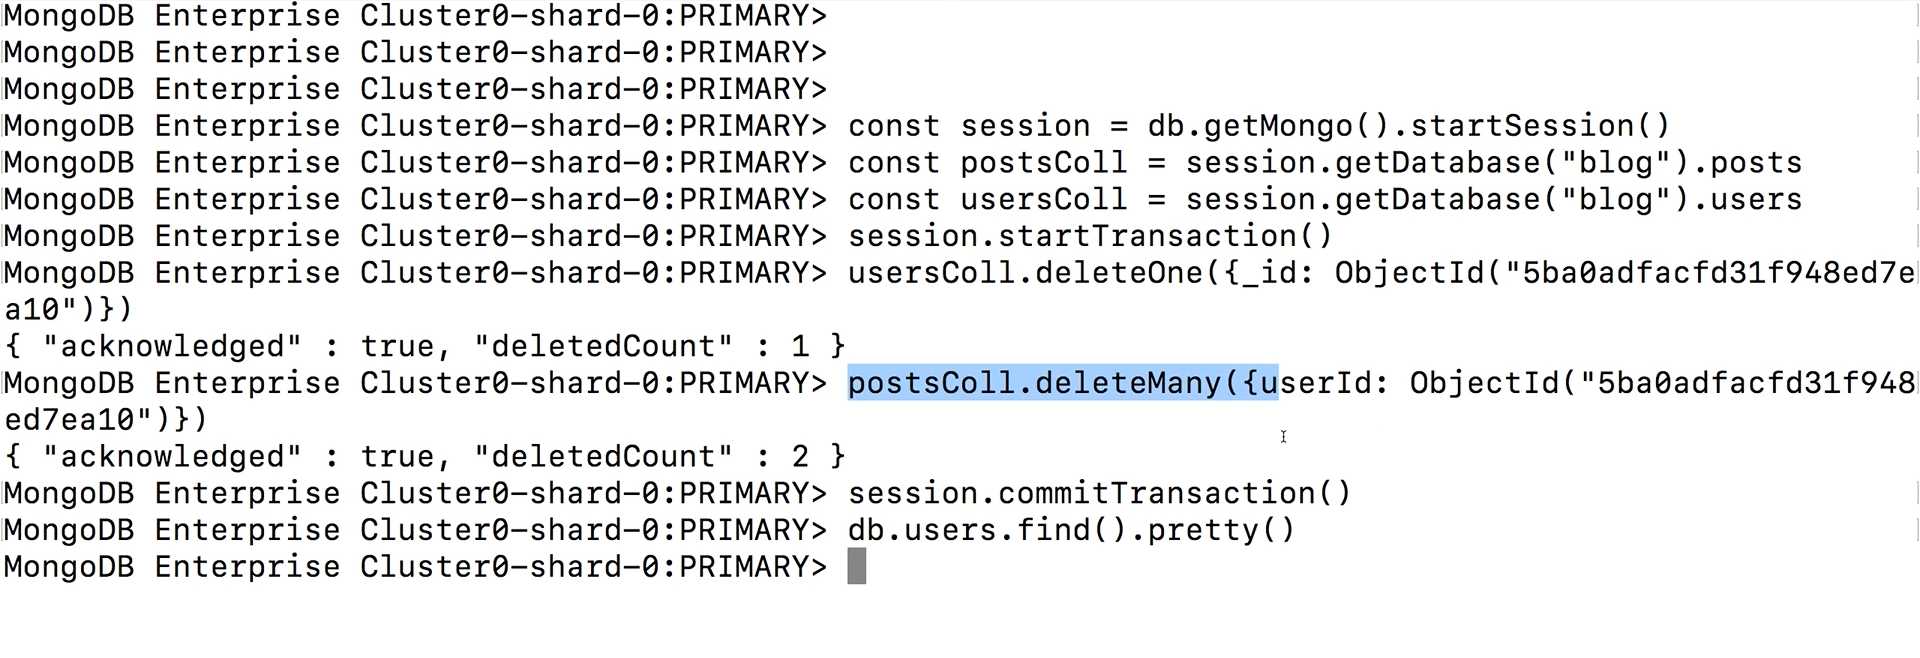 MongoDB Enterprise Cluster0-shard-0:PRIMARY>
MongoDB Enterprise Cluster0-shard-0:PRIMARY>
MongoDB Enterprise Cluster0-shard-0:PRIMARY>
MongoDB Enterprise Cluster0-shard-0:PRIMARY> const session = db.getMongo().startSession()
MongoDB Enterprise Cluster0-shard-0:PRIMARY> const postsColl = session.getDatabase("blog").posts
MongoDB Enterprise Cluster0-shard-0:PRIMARY> const usersColl = session.getDatabase("blog").users
MongoDB Enterprise Cluster0-shard-0:PRIMARY> session.startTransaction()
MongoDB Enterprise Cluster0-shard-0:PRIMARY> usersColl.deleteOne({_id: ObjectId("5ba0adfacfd31f948ed7e
a10")})
{ "acknowledged" : true, "deletedCount" : 1 }
MongoDB Enterprise Cluster0-shard-0:PRIMARY> postsColl.deleteMany({userId: ObjectId("5ba0adfacfd31f948
ed7ea10")})
{ "acknowledged" : true, "deletedCount" : 2 }
MongoDB Enterprise Cluster0-shard-0:PRIMARY> session.commitTransaction()
MongoDB Enterprise Cluster0-shard-0:PRIMARY> db.users.find().pretty()
MongoDB Enterprise Cluster0-shard-0:PRIMARY>